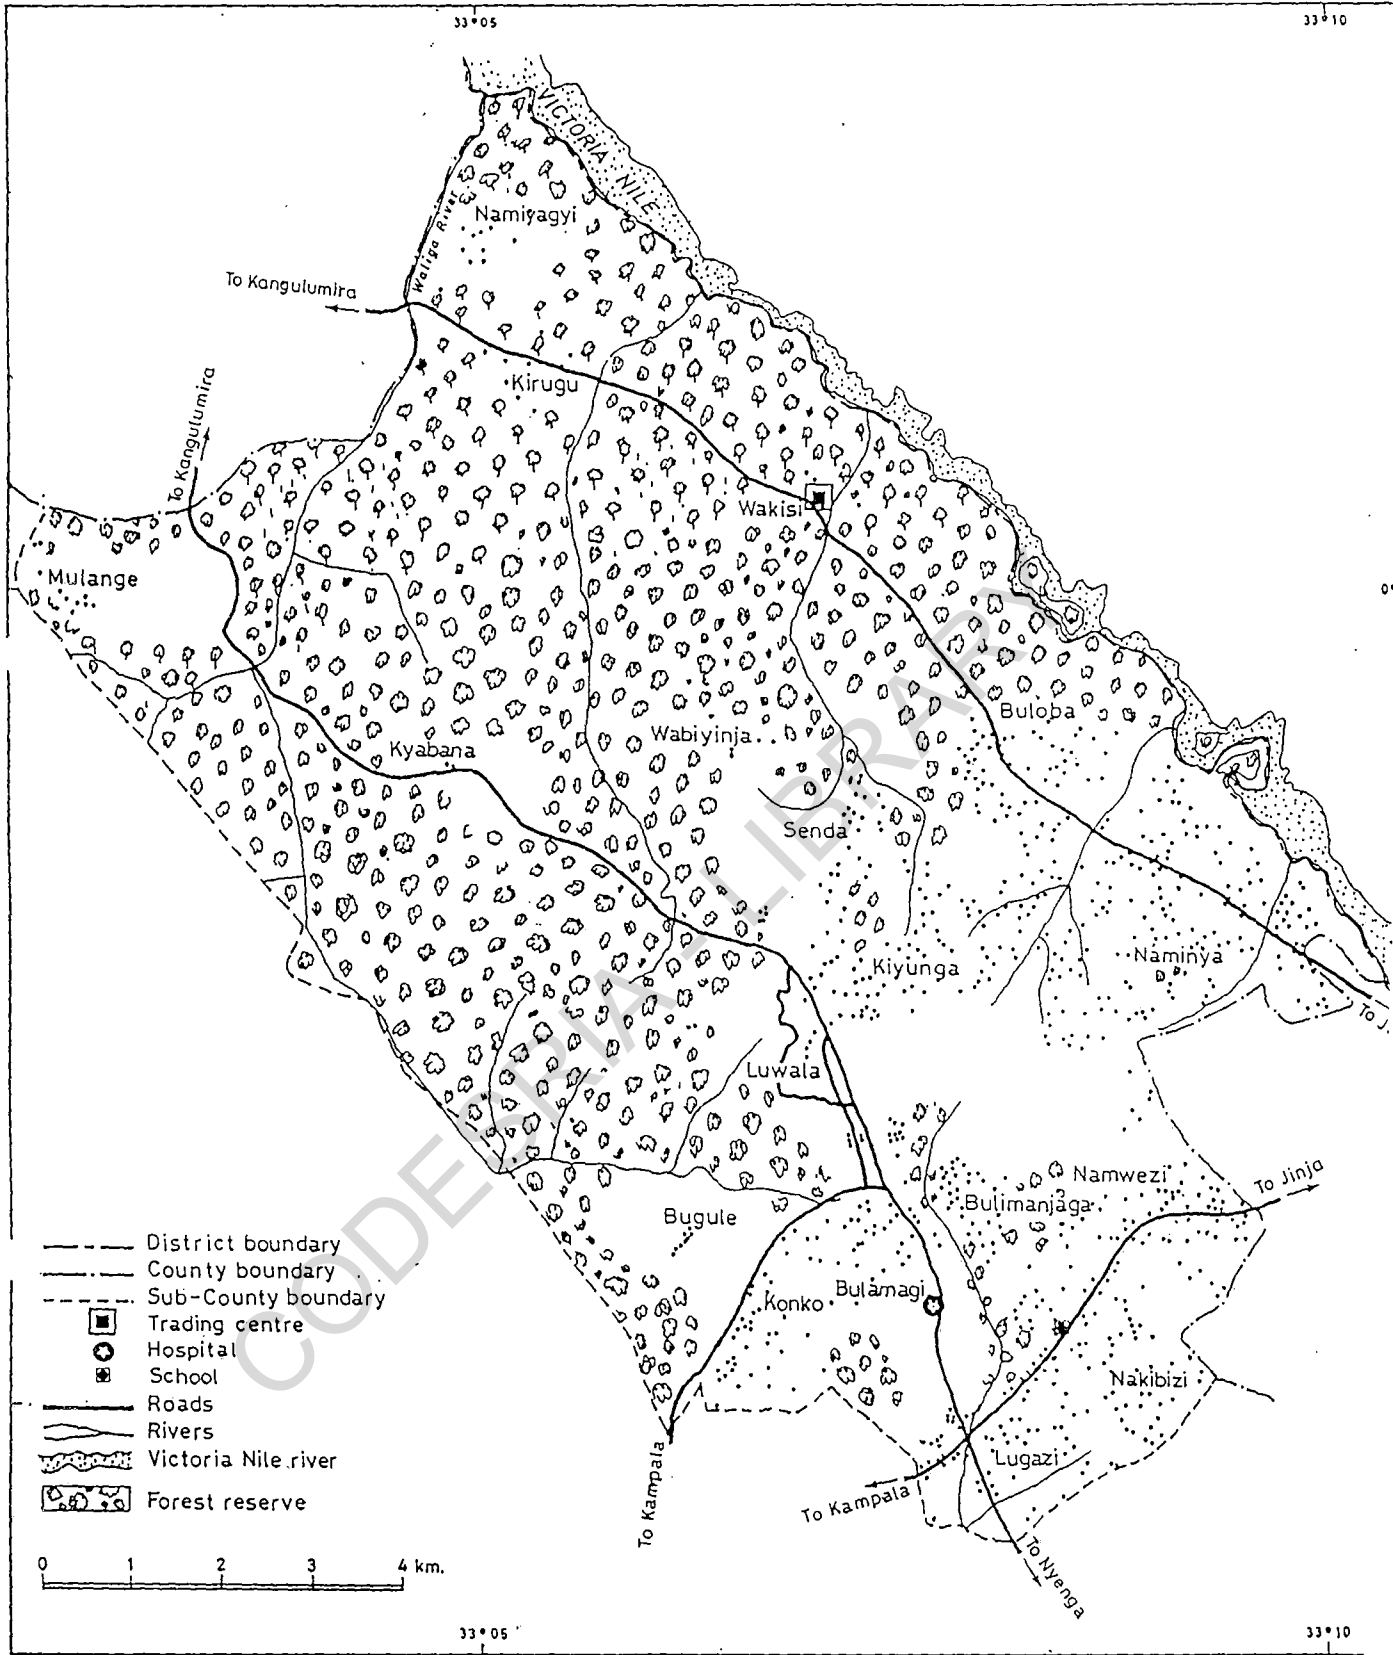 33°05
33°10
VICTORIA NILE
Waliga River
Namiyagyi
To Kangulumira
To Kangulumira
Kirugu
Wakisi
Mulange
Buloba
Wabiyinja
Kyabana
Senda
Kiyunga
Naminya
To J
Luwala
Namwezi
To Jinja
Bulimanjaga
Bugule
Bulamagi
Konko
Nakibizi
Lugazi
To Kampala
To Kampala
To Nyenga
District boundary
County boundary
Sub-County boundary
Trading centre
Hospital
School
Roads
Rivers
Victoria Nile river
Forest reserve
0 1 2 3 4 km.
33°05
33°10
CODESRIA - LIBRARY